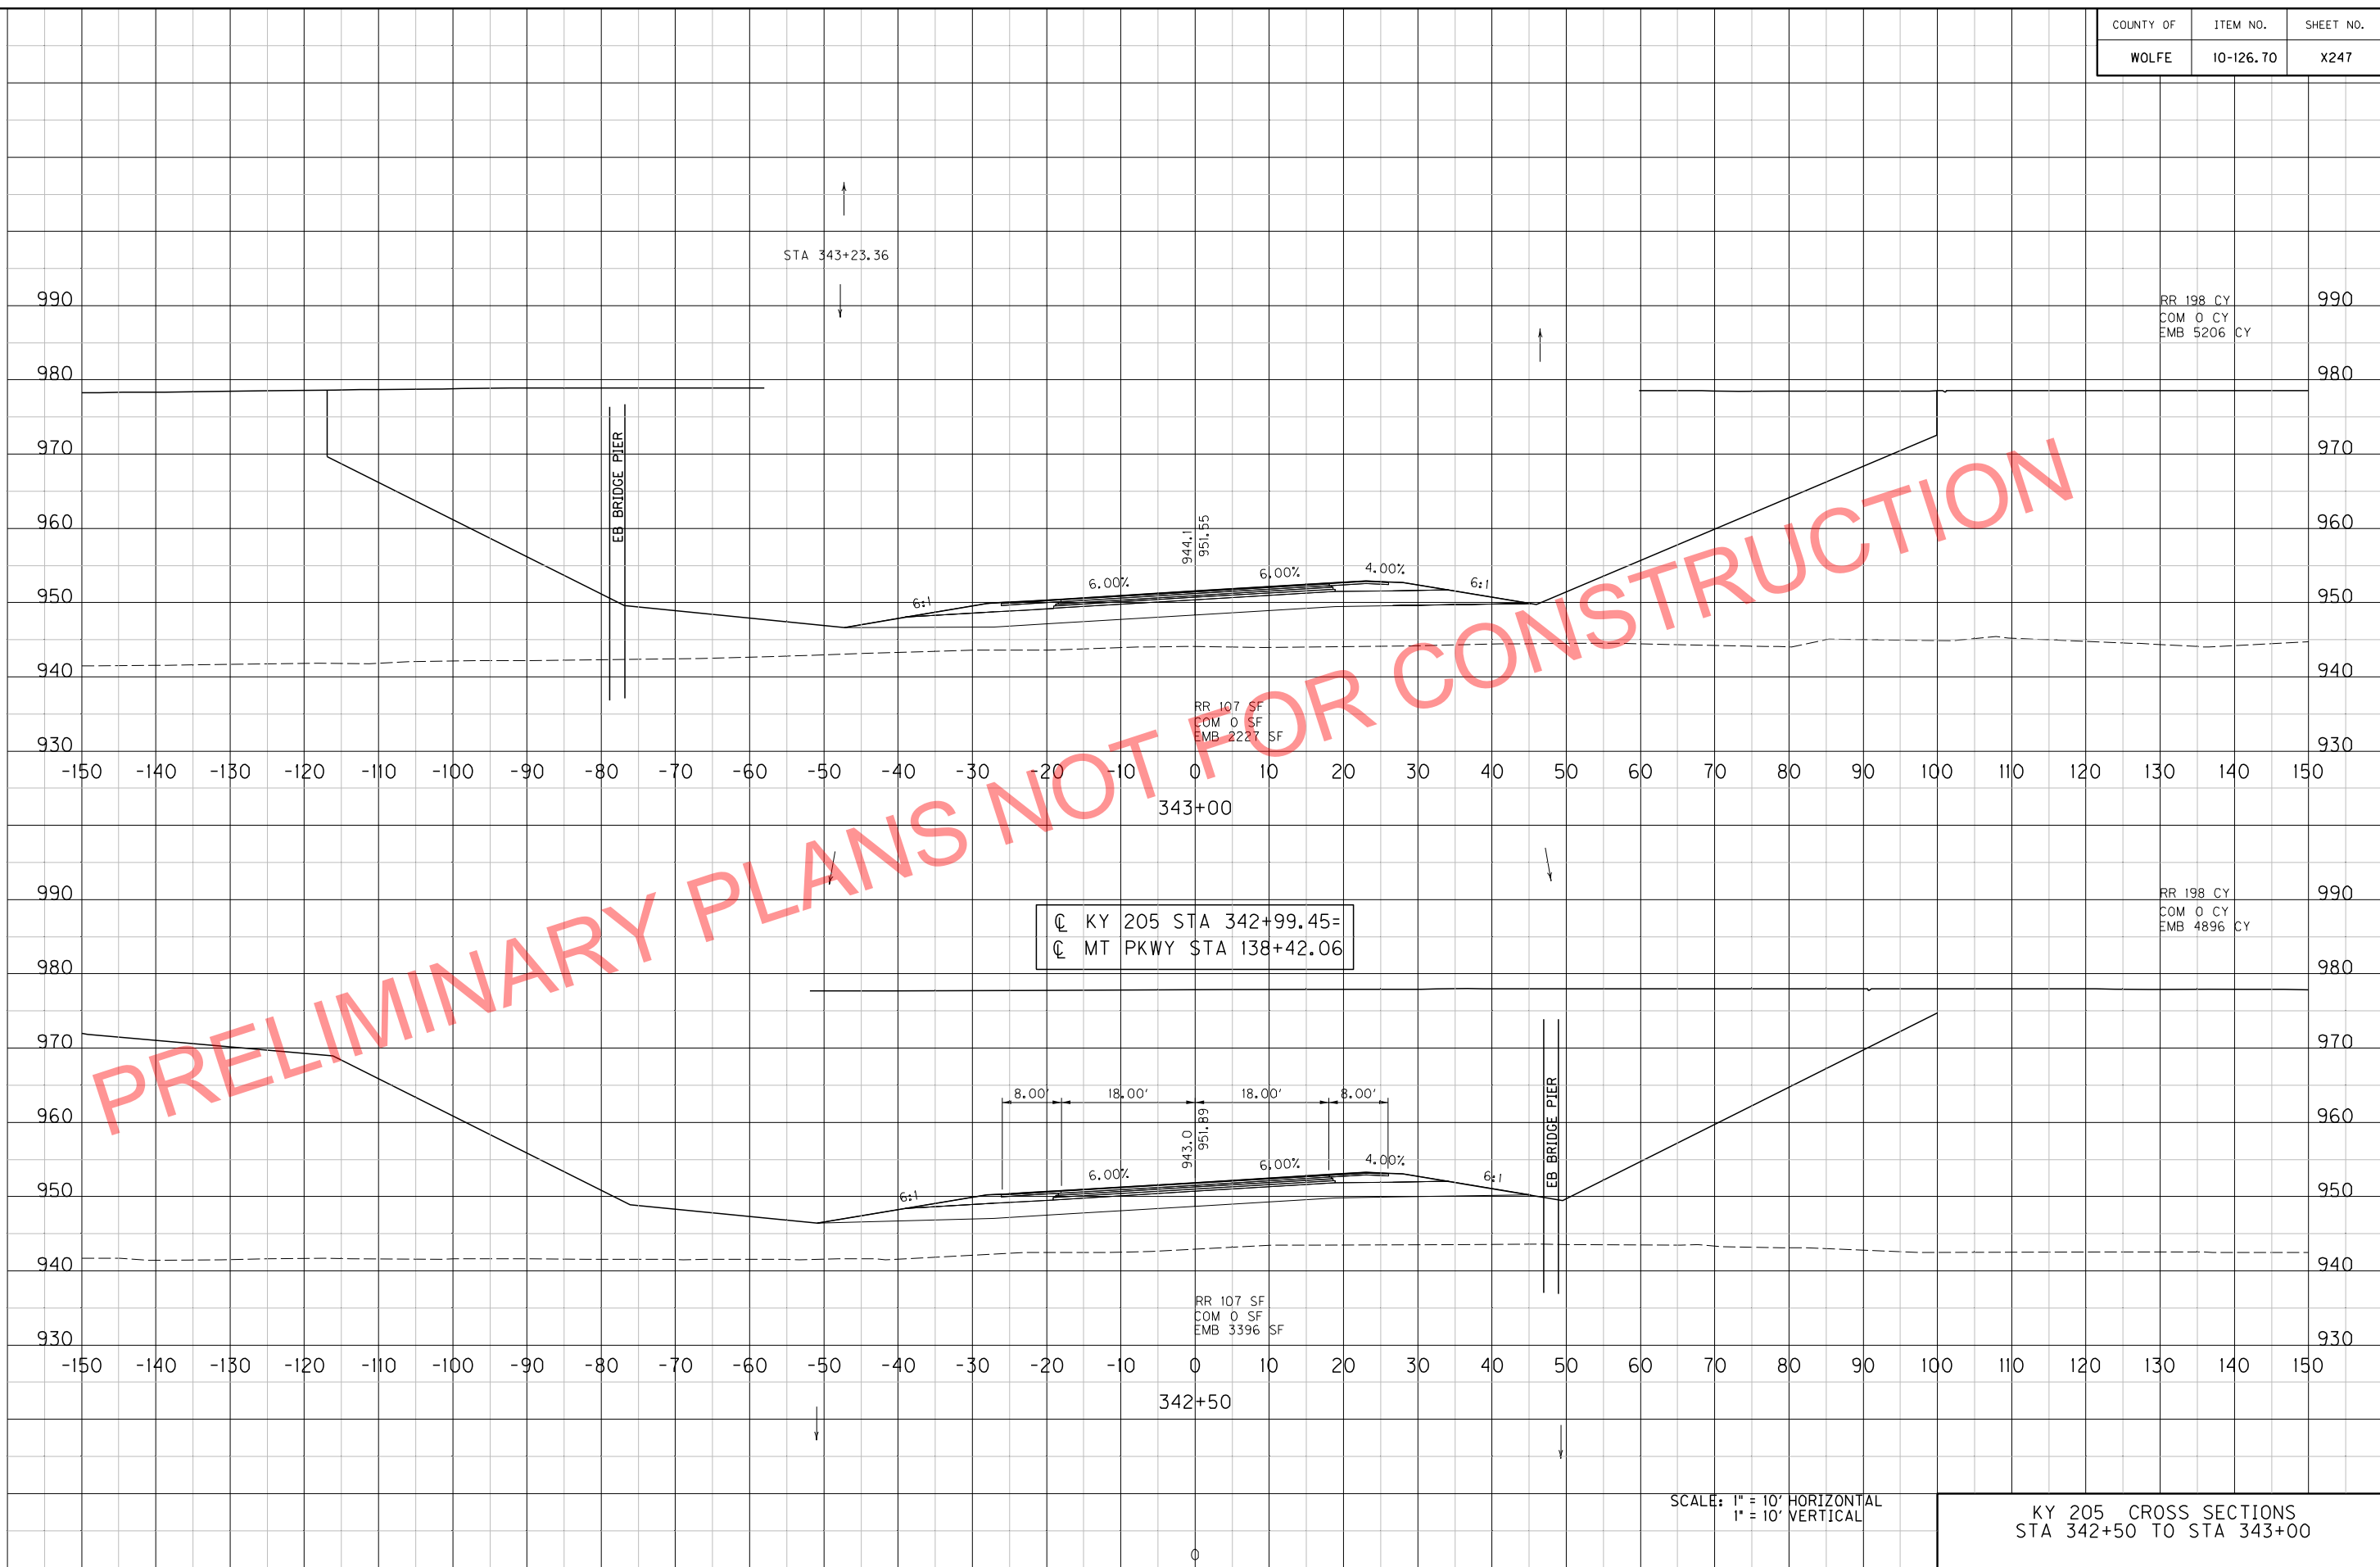 COUNTY OF ITEM NO. SHEET NO.
WOLFE 10-126.70 X247
STA 343+23.36
990 990
RR 198 CY
COM 0 CY
EMB 5206 CY
980 980
970 970
EB BRIDGE PIER
960 960
944.1
951.55
6:1 6.00% 6.00% 4.00% 6:1
950 950
940 940
RR 107 SF
COM 0 SF
EMB 2227 SF
930 930
-150 -140 -130 -120 -110 -100 -90 -80 -70 -60 -50 -40 -30 -20 -10 0 10 20 30 40 50 60 70 80 90 100 110 120 130 140 150
343+00
PRELIMINARY PLANS NOT FOR CONSTRUCTION
990 990
RR 198 CY
COM 0 CY
EMB 4896 CY
℄ KY 205 STA 342+99.45=
℄ MT PKWY STA 138+42.06
980 980
970 970
8.00' 18.00' 18.00' 8.00'
960 960
943.0
951.89
EB BRIDGE PIER
6:1 6.00% 6.00% 4.00% 6:1
950 950
940 940
RR 107 SF
COM 0 SF
EMB 3396 SF
930 930
-150 -140 -130 -120 -110 -100 -90 -80 -70 -60 -50 -40 -30 -20 -10 0 10 20 30 40 50 60 70 80 90 100 110 120 130 140 150
342+50
SCALE: 1" = 10' HORIZONTAL
1" = 10' VERTICAL
KY 205 CROSS SECTIONS
STA 342+50 TO STA 343+00
0